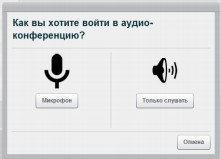 Как вы хотите войти в аудио-
конференцию?
Микрофон
Только слушать
Отмена